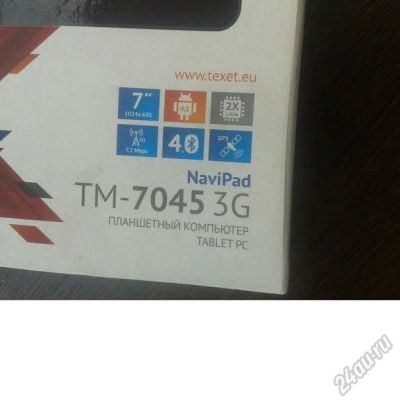 www.texet.eu
7"
1024x600
4.1
2X
3G
7.2 Mbps
4.0
GPS
NaviPad
TM-7045 3G
ПЛАНШЕТНЫЙ КОМПЬЮТЕР
TABLET PC
24au.ru